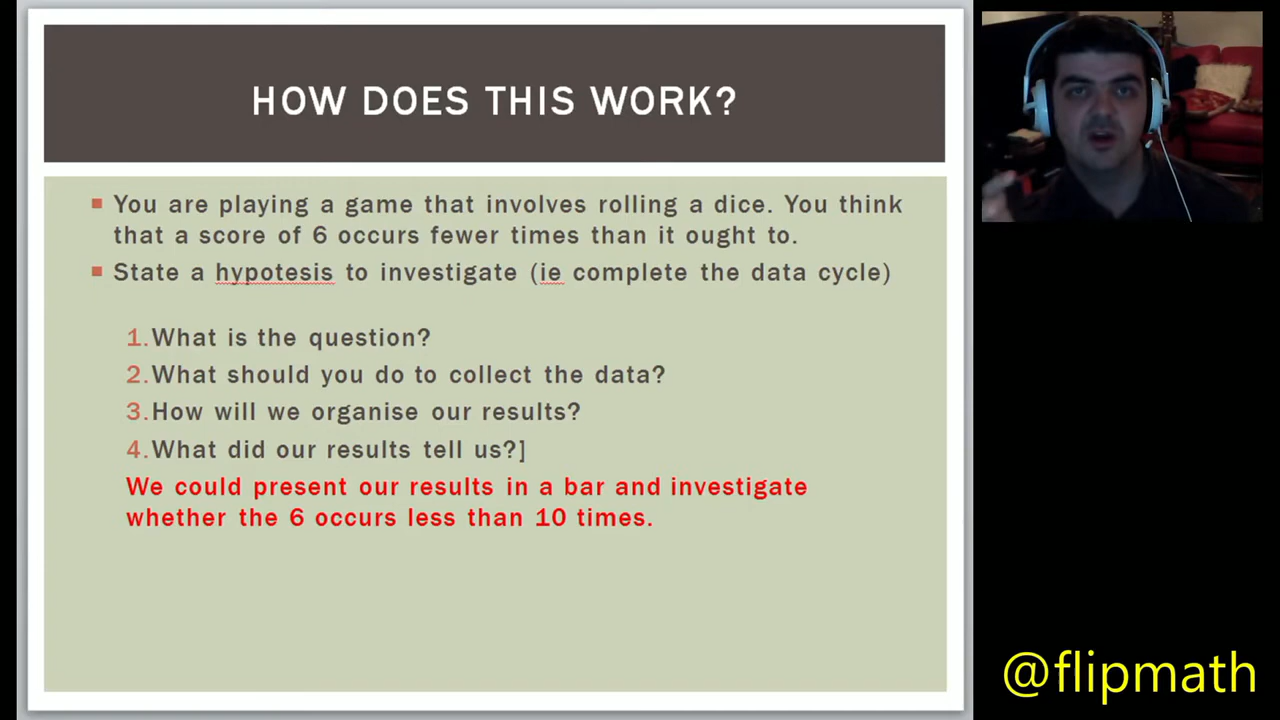 HOW DOES THIS WORK?
You are playing a game that involves rolling a dice. You think
that a score of 6 occurs fewer times than it ought to.
State a hypotesis to investigate (ie complete the data cycle)
1.What is the question?
2.What should you do to collect the data?
3.How will we organise our results?
4.What did our results tell us?]
We could present our results in a bar and investigate
whether the 6 occurs less than 10 times.
@flipmath